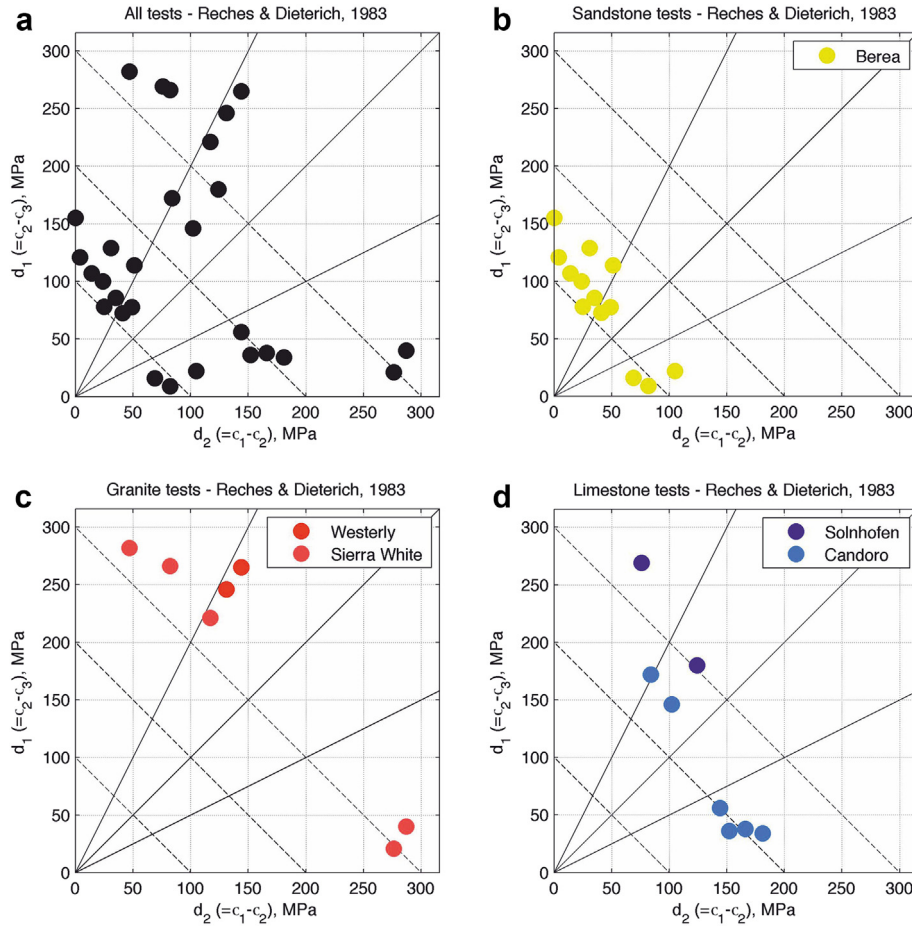 a
All tests - Reches & Dieterich, 1983
300
250
200
150
100
50
0
d₁ (=c₂-c₃), MPa
0 50 100 150 200 250 300
d₂ (=c₁-c₂), MPa
b
Sandstone tests - Reches & Dieterich, 1983
Berea
300
250
200
150
100
50
0
d₁ (=c₂-c₃), MPa
0 50 100 150 200 250 300
d₂ (=c₁-c₂), MPa
c
Granite tests - Reches & Dieterich, 1983
Westerly
Sierra White
300
250
200
150
100
50
0
d₁ (=c₂-c₃), MPa
0 50 100 150 200 250 300
d₂ (=c₁-c₂), MPa
d
Limestone tests - Reches & Dieterich, 1983
Solnhofen
Candoro
300
250
200
150
100
50
0
d₁ (=c₂-c₃), MPa
0 50 100 150 200 250 300
d₂ (=c₁-c₂), MPa